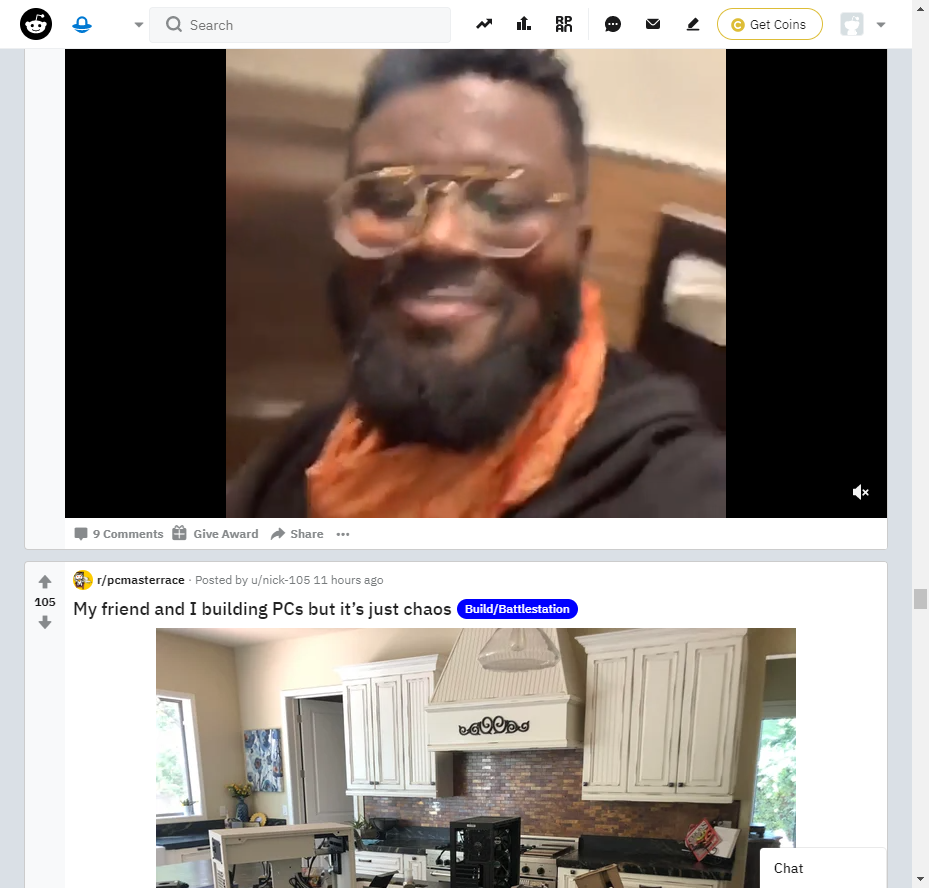 Search
Get Coins
9 Comments Give Award Share
r/pcmasterrace · Posted by u/nick-105 11 hours ago
105
My friend and I building PCs but it’s just chaos Build/Battlestation
Chat